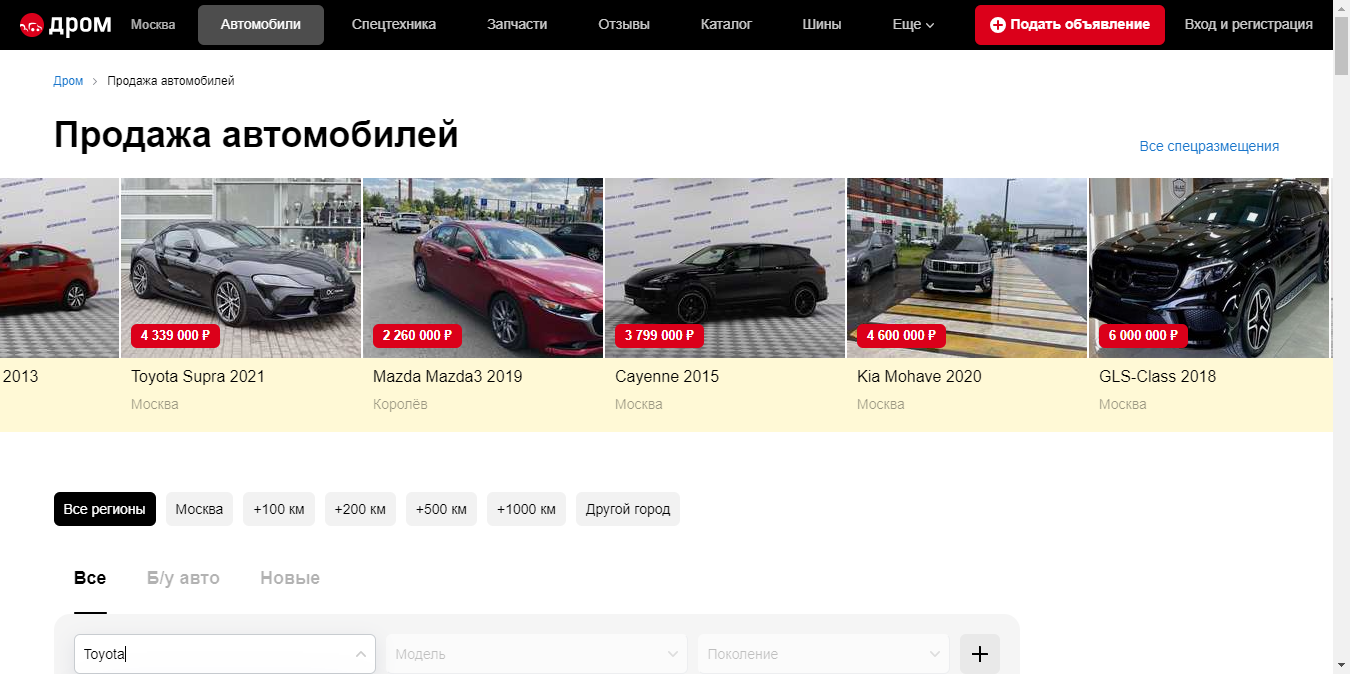 дром Москва Автомобили Спецтехника Запчасти Отзывы Каталог Шины Еще Подать объявление Вход и регистрация
Дром > Продажа автомобилей
Продажа автомобилей
Все спецразмещения
4 339 000 ₽ 2 260 000 ₽ 3 799 000 ₽ 4 600 000 ₽ 6 000 000 ₽
2013 Toyota Supra 2021 Mazda Mazda3 2019 Cayenne 2015 Kia Mohave 2020 GLS-Class 2018
Москва Королёв Москва Москва Москва
Все регионы Москва +100 км +200 км +500 км +1000 км Другой город
Все Б/у авто Новые
Toyota Модель Поколение